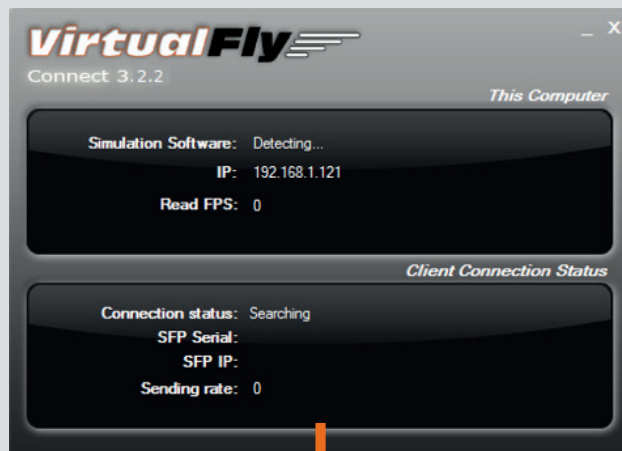 VirtualFly
_ X
Connect 3.2.2
This Computer
Simulation Software: Detecting...
IP: 192.168.1.121
Read FPS: 0
Client Connection Status
Connection status: Searching
SFP Serial:
SFP IP:
Sending rate: 0